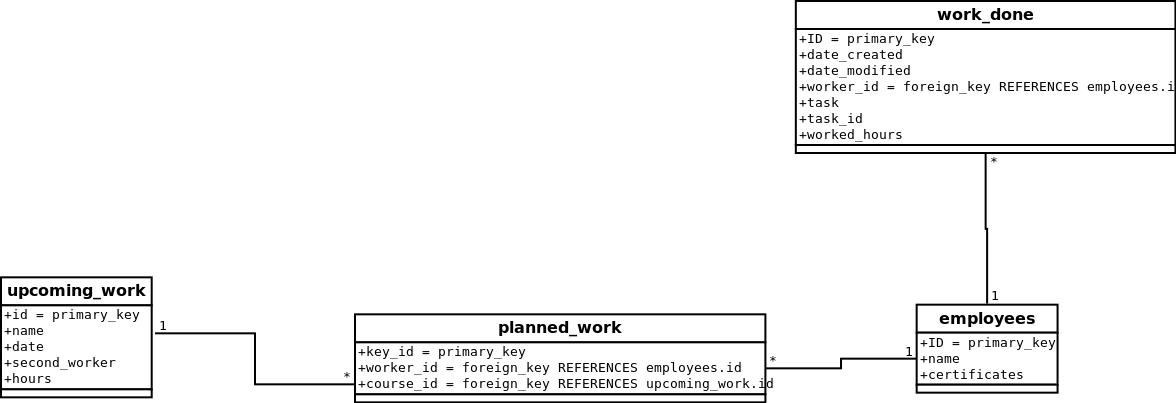 work_done
+ID = primary_key
+date_created
+date_modified
+worker_id = foreign_key REFERENCES employees.i
+task
+task_id
+worked_hours
*
1
upcoming_work
+id = primary_key
+name
+date
+second_worker
+hours
1
*
planned_work
+key_id = primary_key
+worker_id = foreign_key REFERENCES employees.id
+course_id = foreign_key REFERENCES upcoming_work.id
*
1
employees
+ID = primary_key
+name
+certificates